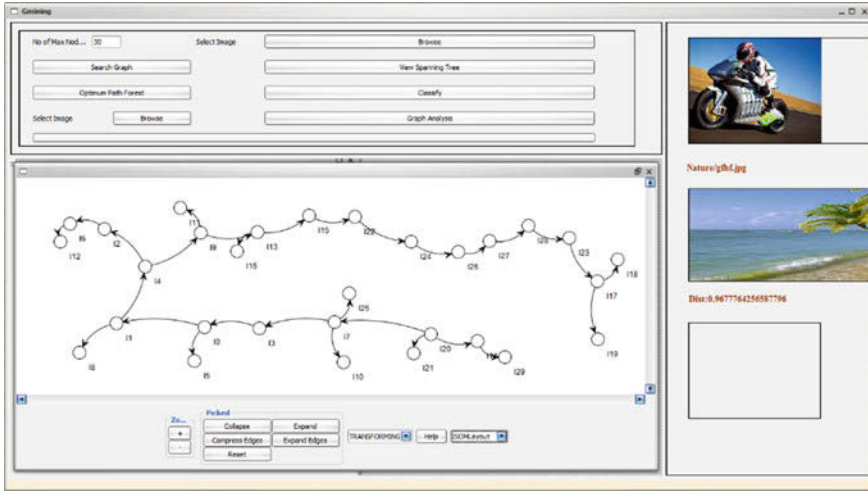 Gmining
No of Max Nod... 30 Select Image Browse
Search Graph View Spanning Tree
Optimum Path Forest Classify
Select Image Browse Graph Analysis
I11
I6 I2 I9 I13 I15 I22
I12 I16 I24 I26 I27 I28 I23
I4 I18
I17
I25
I1 I0 I3 I7 I20
I8 I5 I10 I21 I29 I19
Zo... Picked
+ Collapse Expand
- Compress Edges Expand Edges TRANSFORMING Help ISOMLayout
Reset
Nature/gfhf.jpg
Dist:0.9677764256587796